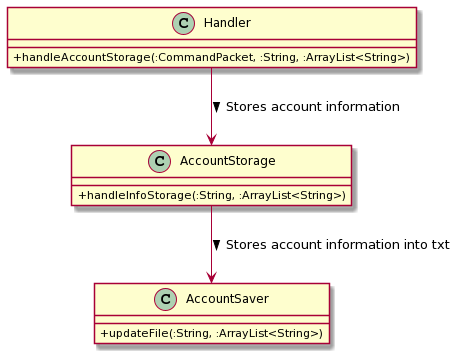 C Handler
+handleAccountStorage(:CommandPacket, :String, :ArrayList<String>)
Stores account information
C AccountStorage
+handleInfoStorage(:String, :ArrayList<String>)
Stores account information into txt
C AccountSaver
+updateFile(:String, :ArrayList<String>)